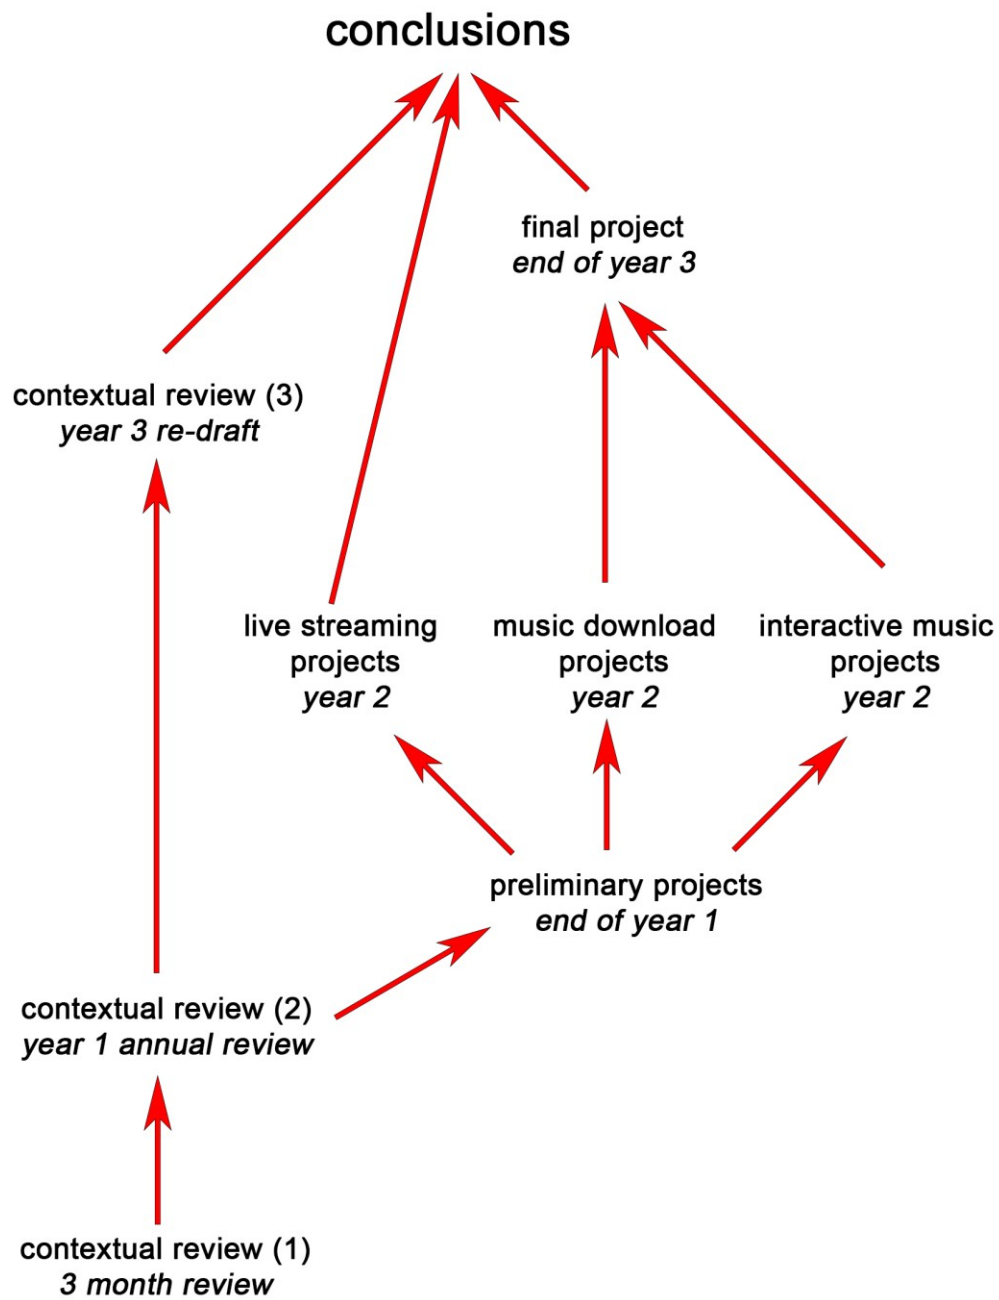 conclusions
final project
end of year 3
contextual review (3)
year 3 re-draft
live streaming
projects
year 2
music download
projects
year 2
interactive music
projects
year 2
preliminary projects
end of year 1
contextual review (2)
year 1 annual review
contextual review (1)
3 month review